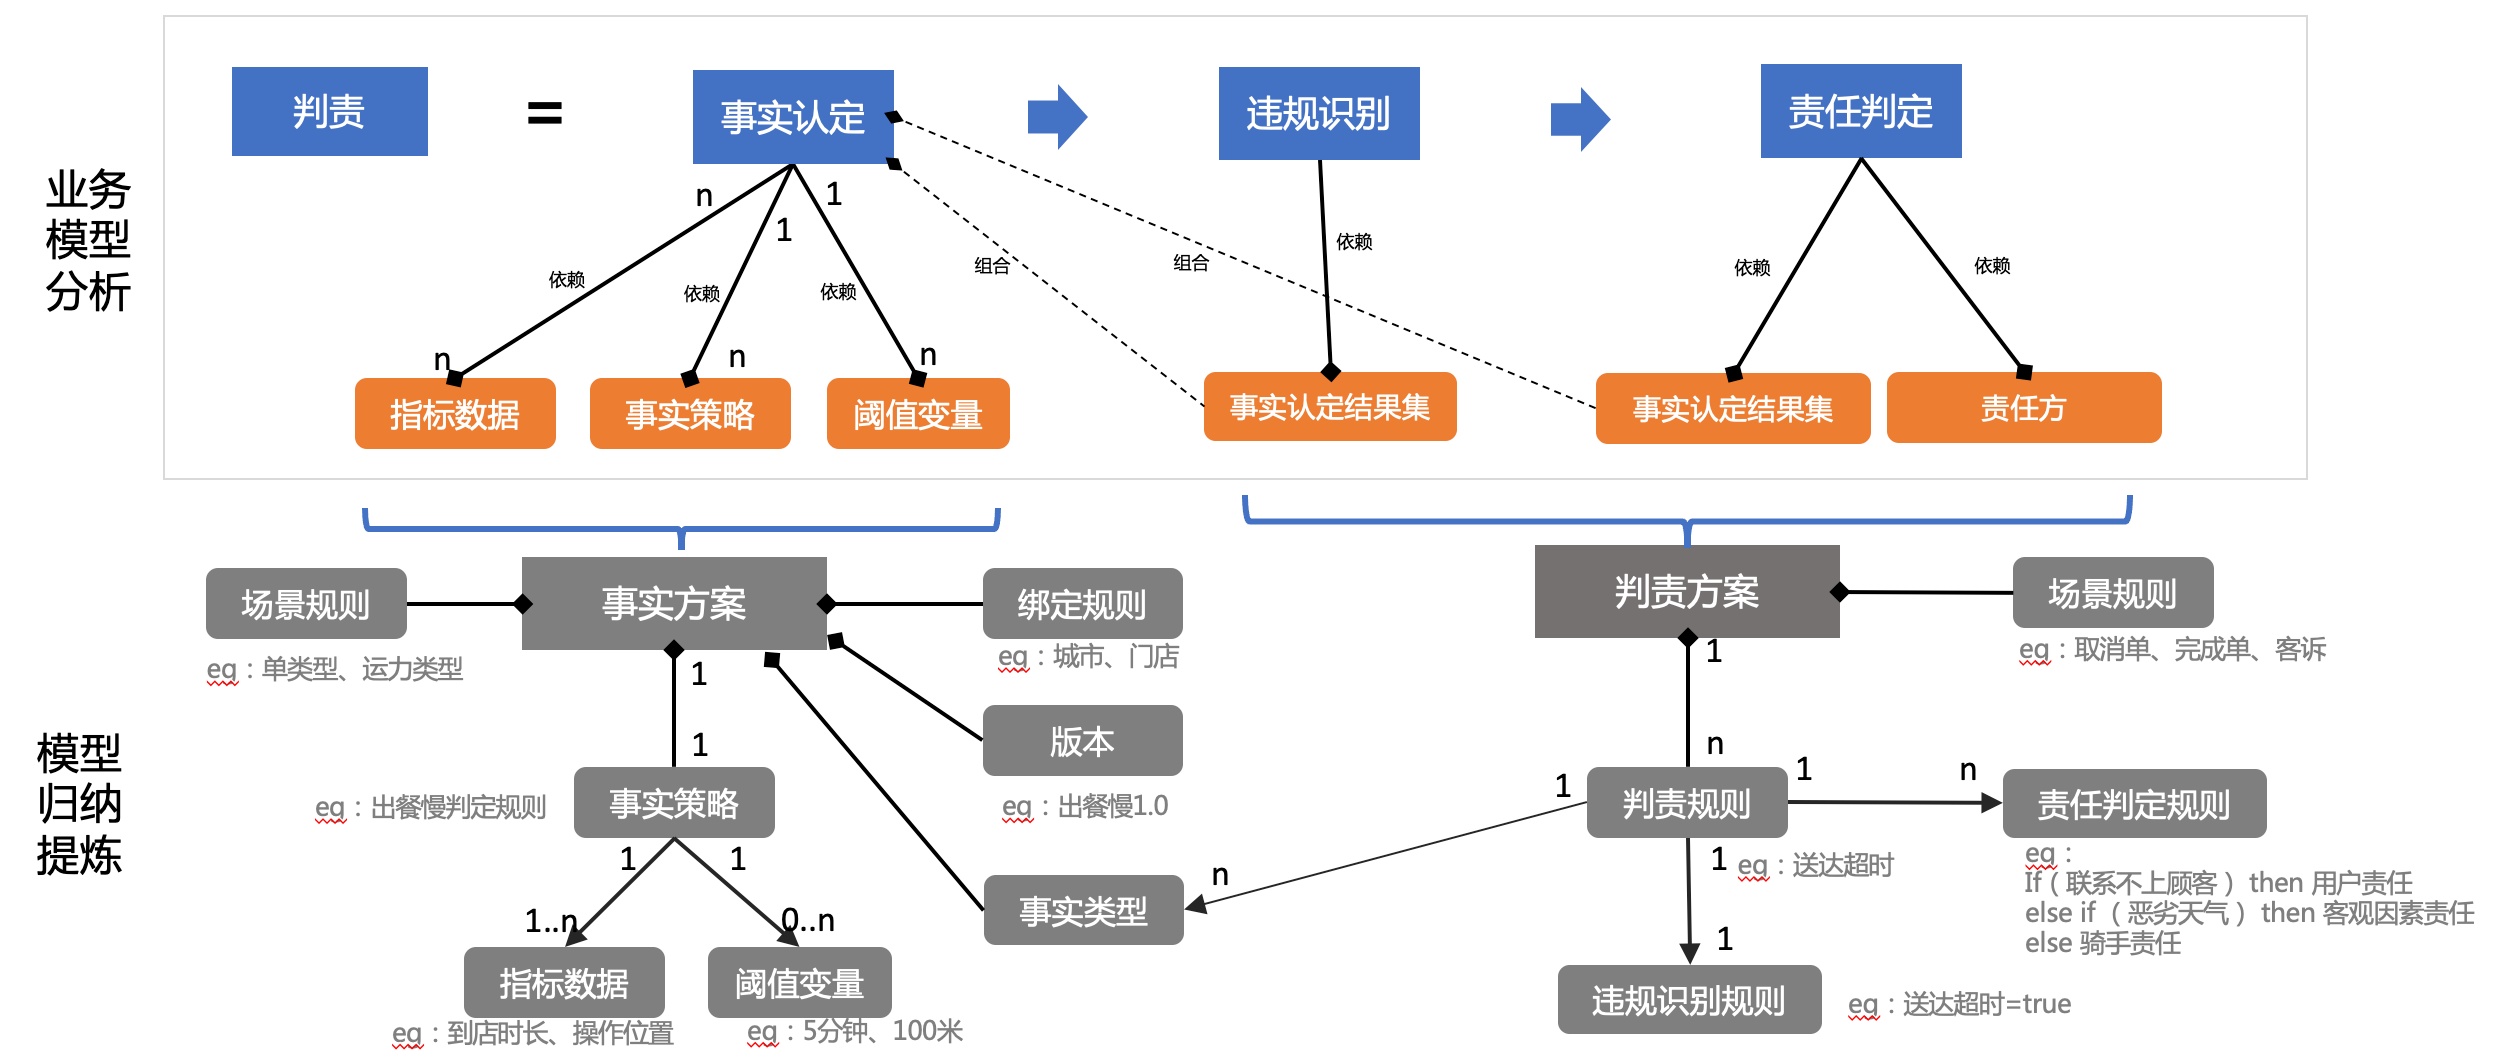 判责
=
事实认定
违规识别
责任判定
业务
模型
分析
n
1
1
依赖
依赖
依赖
组合
组合
依赖
依赖
依赖
n
n
n
指标数据
事实策略
阈值变量
事实认定结果集
事实认定结果集
责任方
场景规则
事实方案
绑定规则
判责方案
场景规则
eq：单类型、运力类型
eq：城市、门店
eq：取消单、完成单、客诉
1
1
版本
eq：出餐慢1.0
1
n
模型
归纳
提炼
eq：出餐慢判定规则
事实策略
1
判责规则
1
n
责任判定规则
1
1
1..n
0..n
n
事实类型
1
eq：送达超时
1
eq：
If（联系不上顾客）then 用户责任
else if （恶劣天气）then 客观因素责任
else 骑手责任
指标数据
阈值变量
eq：到店时长、操作位置
eq：5分钟、100米
违规识别规则
eq：送达超时=true